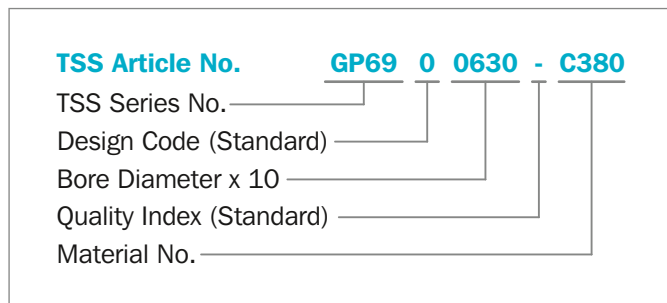 TSS Article No. GP69 0 0630 - C380
TSS Series No.
Design Code (Standard)
Bore Diameter x 10
Quality Index (Standard)
Material No.